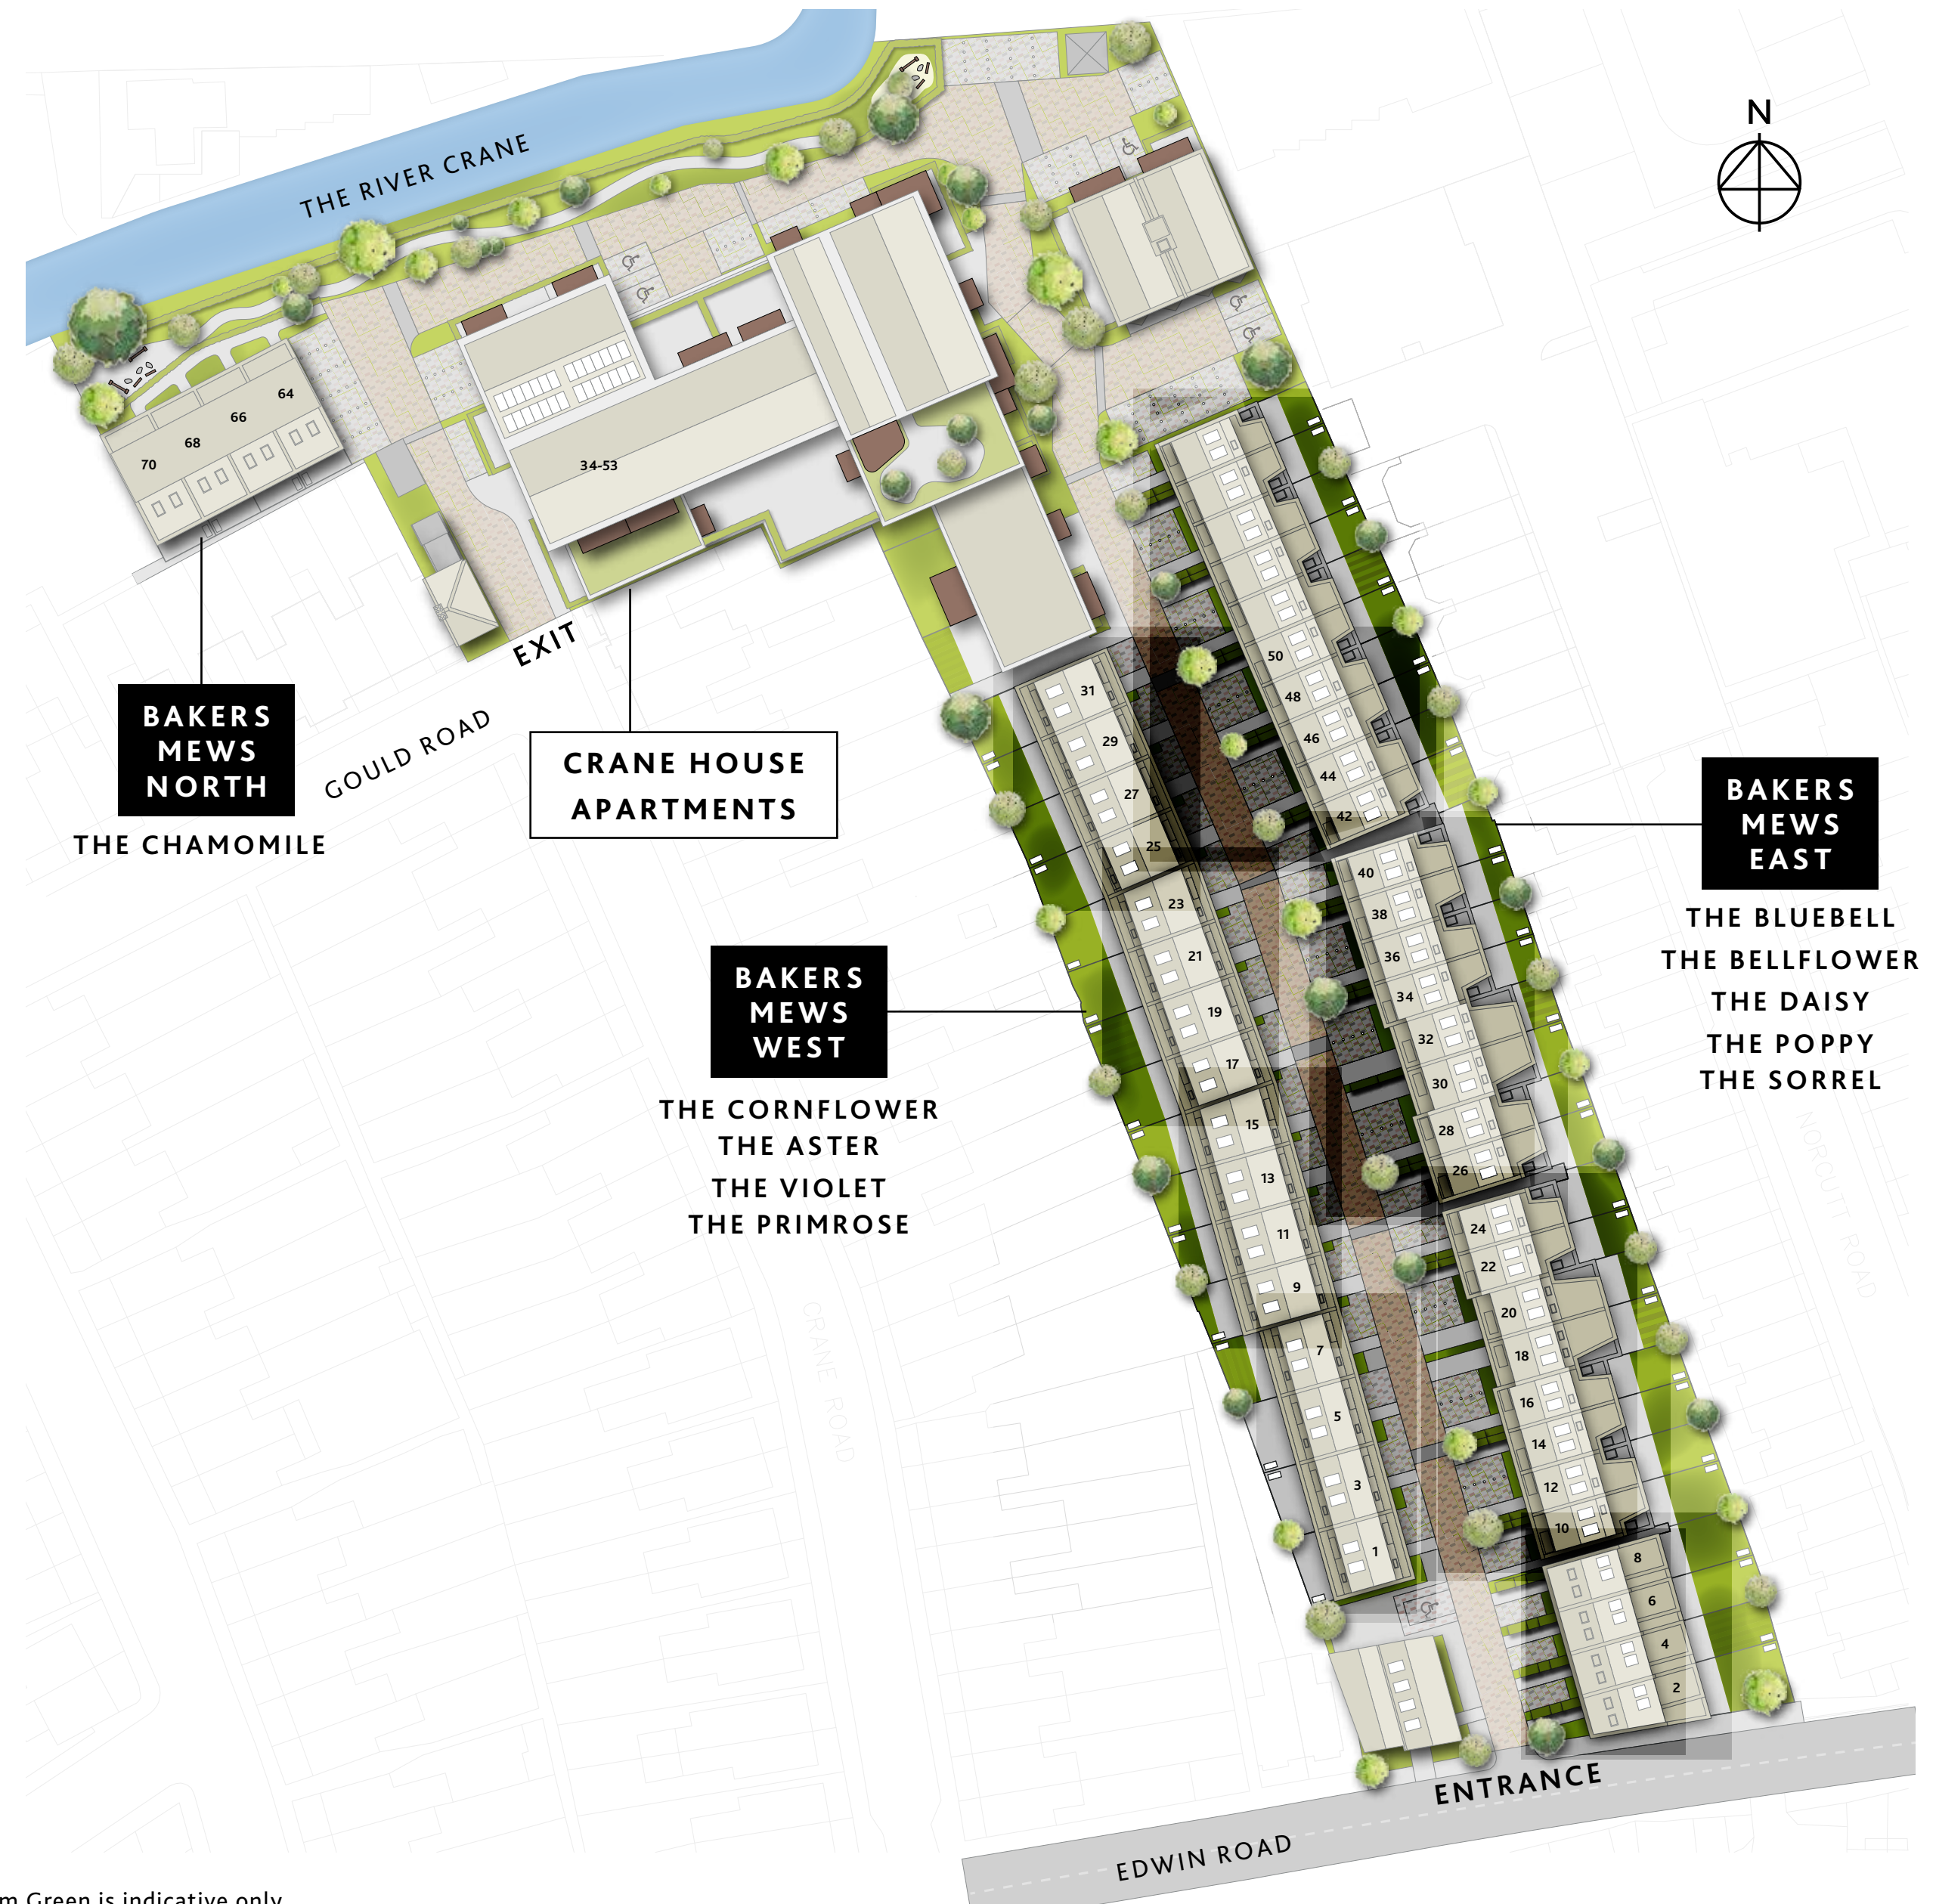 N
THE RIVER CRANE
64
66
68
70
34-53
EXIT
GOULD ROAD
BAKERS
MEWS
NORTH
THE CHAMOMILE
CRANE HOUSE
APARTMENTS
BAKERS
MEWS
EAST
THE BLUEBELL
THE BELLFLOWER
THE DAISY
THE POPPY
THE SORREL
BAKERS
MEWS
WEST
THE CORNFLOWER
THE ASTER
THE VIOLET
THE PRIMROSE
31
29
27
25
23
21
19
17
15
13
11
9
7
5
3
1
50
48
46
44
42
40
38
36
34
32
30
28
26
24
22
20
18
16
14
12
10
8
6
4
2
CRANE ROAD
NORCUTT ROAD
ENTRANCE
EDWIN ROAD
Green is indicative only